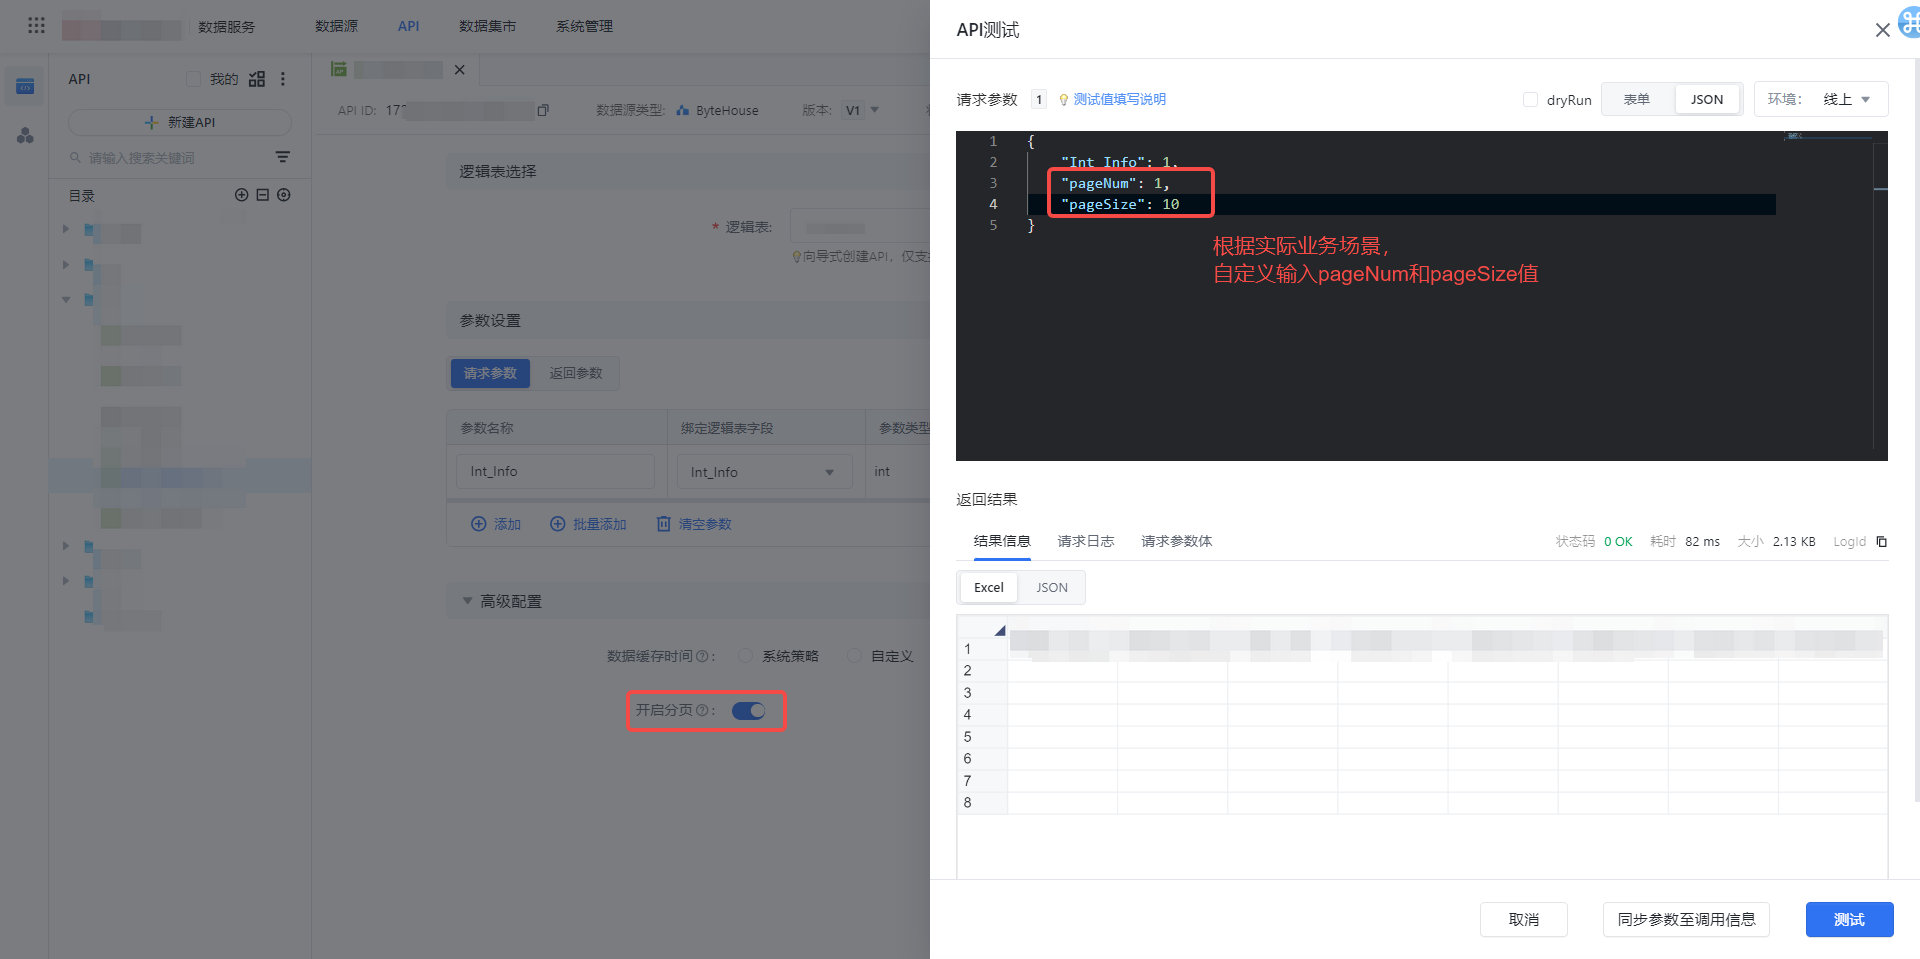 数据服务
数据源
API
数据集市
系统管理
API
我的
新建API
请输入搜索关键词
目录
API ID:
数据源类型:
ByteHouse
版本:
V1
逻辑表选择
* 逻辑表:
向导式创建API，仅支
参数设置
请求参数
返回参数
参数名称
绑定逻辑表字段
参数类型
Int_Info
Int_Info
int
添加
批量添加
清空参数
高级配置
数据缓存时间 :
系统策略
自定义
开启分页 :
API测试
请求参数
1
测试值填写说明
dryRun
表单
JSON
环境:
线上
1 {
2 "Int_Info": 1,
3 "pageNum": 1,
4 "pageSize": 10
5 }
根据实际业务场景，
自定义输入pageNum和pageSize值
返回结果
结果信息
请求日志
请求参数体
状态码 0 OK
耗时 82 ms
大小 2.13 KB
LogId
Excel
JSON
1
2
3
4
5
6
7
8
取消
同步参数至调用信息
测试